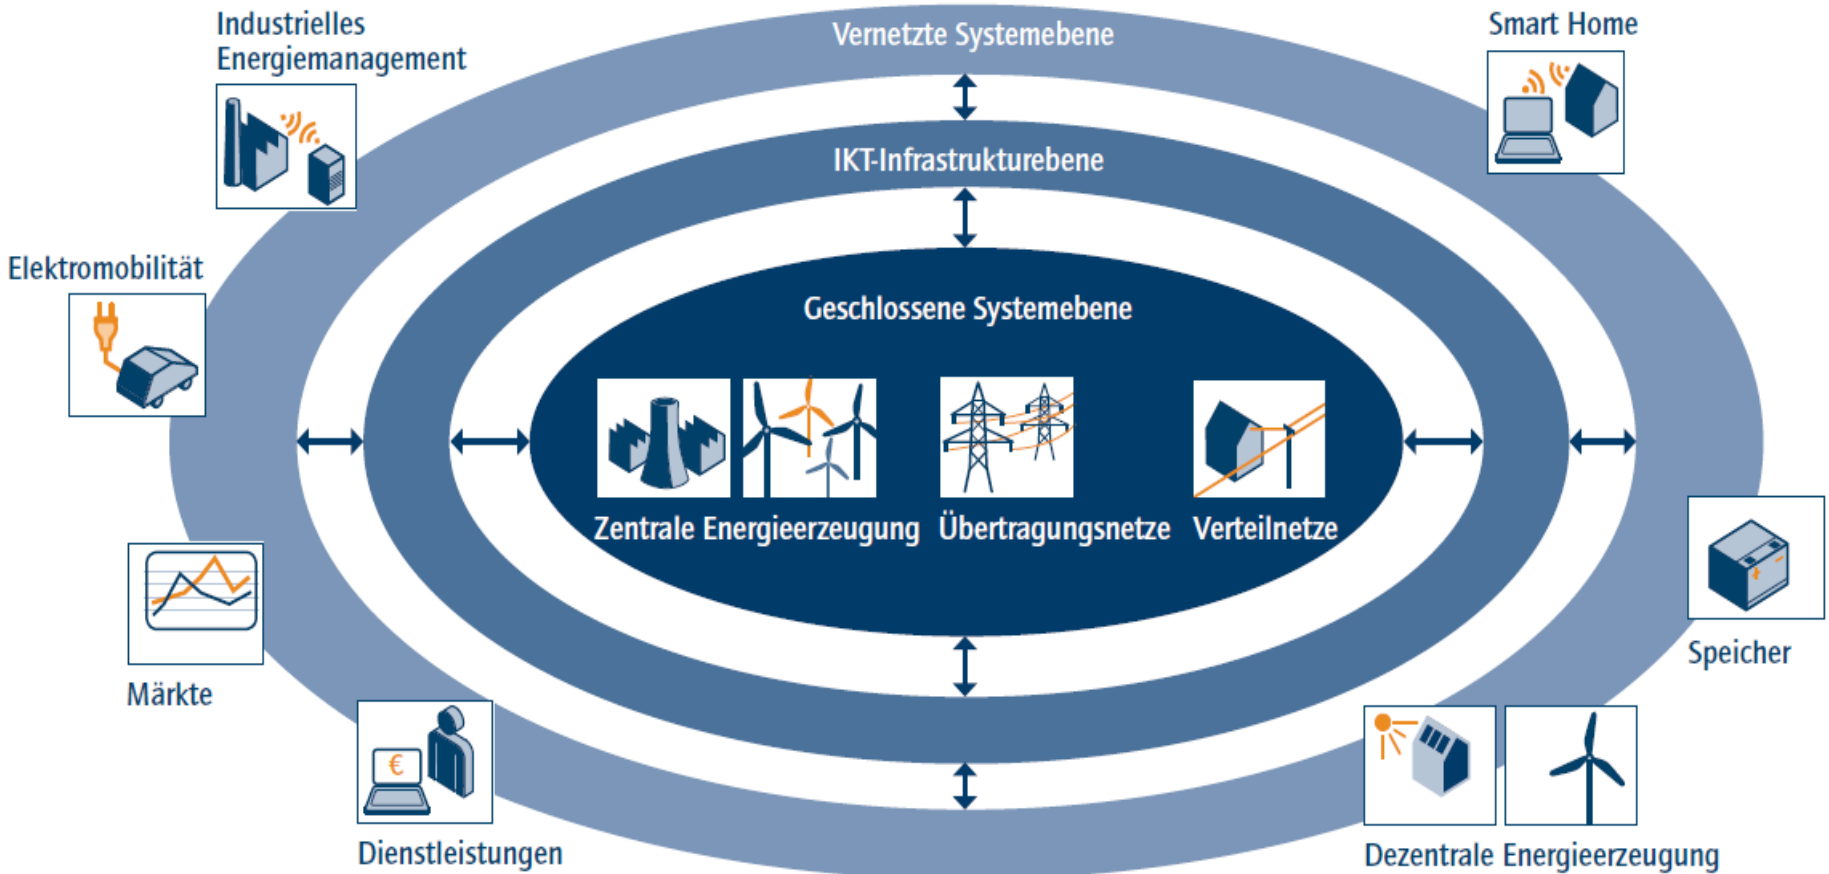 Industrielles
Energiemanagement
Vernetzte Systemebene
Smart Home
IKT-Infrastrukturebene
Elektromobilität
Geschlossene Systemebene
Zentrale Energieerzeugung
Übertragungsnetze
Verteilnetze
Märkte
Speicher
€
Dienstleistungen
Dezentrale Energieerzeugung